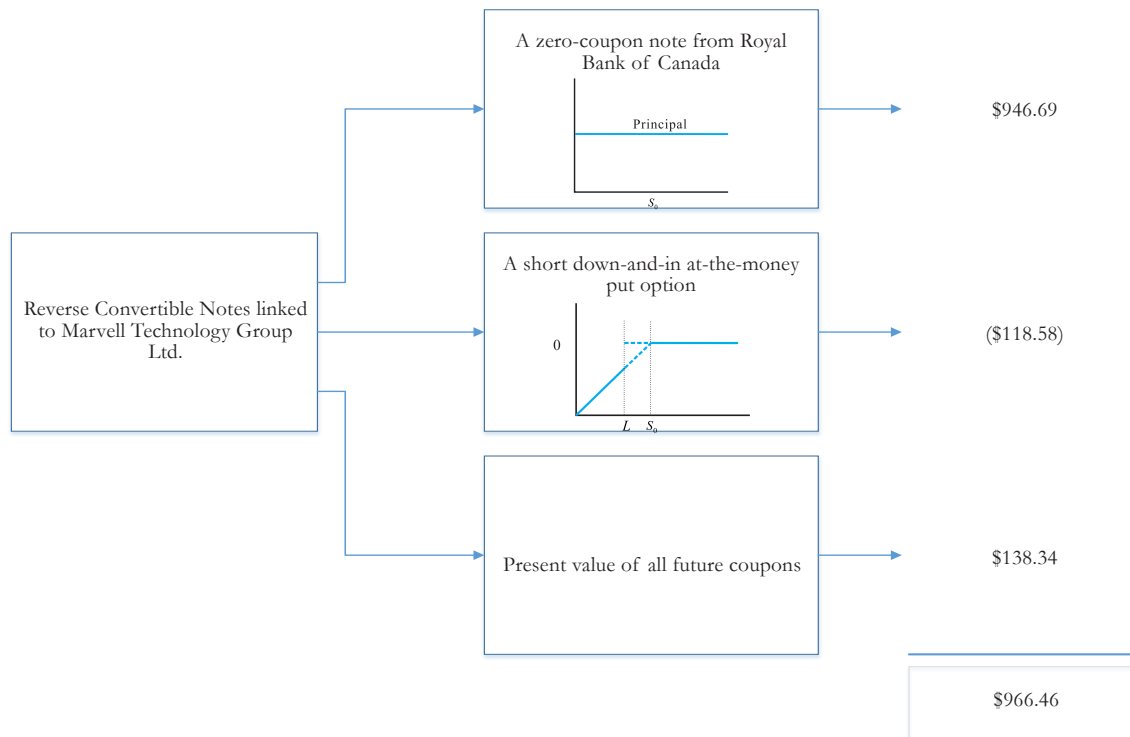 A zero-coupon note from Royal
Bank of Canada
Principal
S₀
$946.69
Reverse Convertible Notes linked
to Marvell Technology Group
Ltd.
A short down-and-in at-the-money
put option
0
L S₀
($118.58)
Present value of all future coupons
$138.34
$966.46